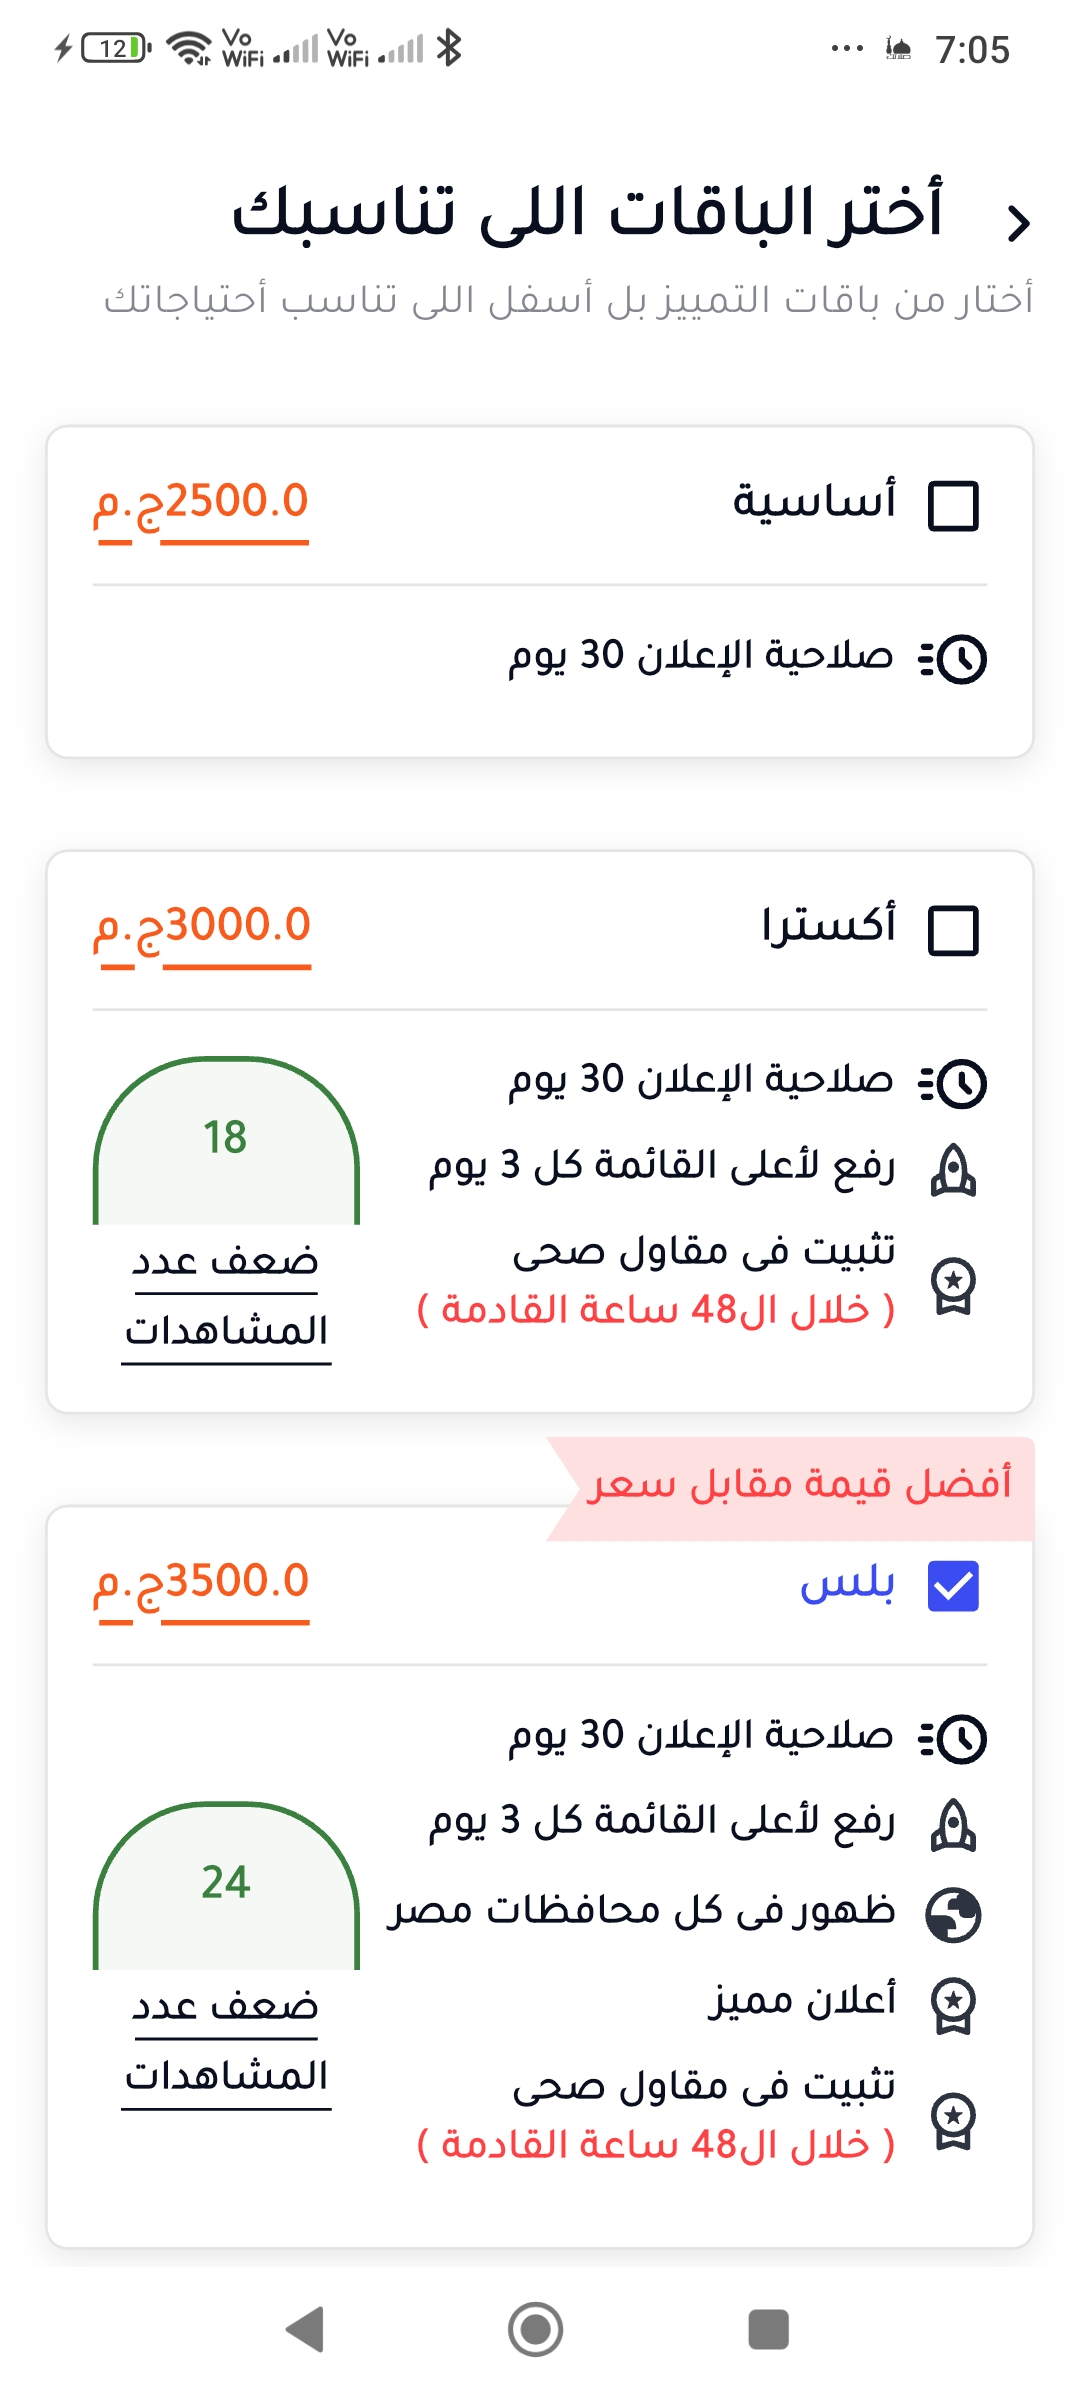 12 Vo WiFi Vo WiFi ... 7:05
أختر الباقات اللى تناسبك
أختار من باقات التمييز بل أسفل اللى تناسب أحتياجاتك
أساسية
2500.0ج.م
صلاحية الإعلان 30 يوم
أكسترا
3000.0ج.م
صلاحية الإعلان 30 يوم
رفع لأعلى القائمة كل 3 يوم
تثبيت فى مقاول صحى
( خلال ال48 ساعة القادمة )
18
ضعف عدد
المشاهدات
أفضل قيمة مقابل سعر
بلس
3500.0ج.م
صلاحية الإعلان 30 يوم
رفع لأعلى القائمة كل 3 يوم
ظهور فى كل محافظات مصر
أعلان مميز
تثبيت فى مقاول صحى
( خلال ال48 ساعة القادمة )
24
ضعف عدد
المشاهدات